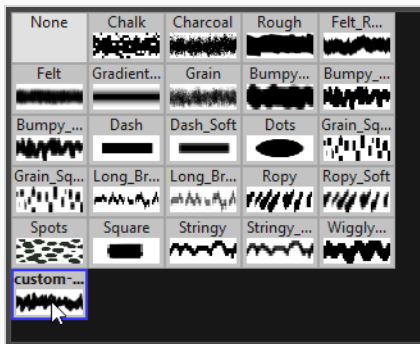 None Chalk Charcoal Rough Felt_R...
Felt Gradient... Grain Bumpy... Bumpy_...
Bumpy_... Dash Dash_Soft Dots Grain_Sq...
Grain_Sq... Long_Br... Long_Br... Ropy Ropy_Soft
Spots Square Stringy Stringy_... Wiggly...
custom-...